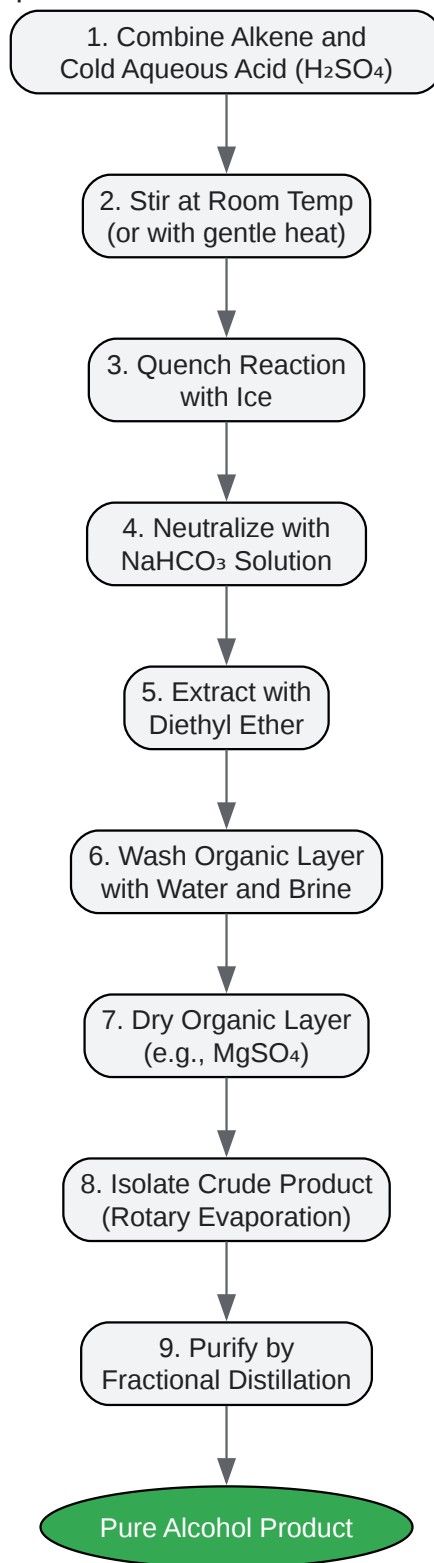 1. Combine Alkene and
Cold Aqueous Acid (H₂SO₄)
2. Stir at Room Temp
(or with gentle heat)
3. Quench Reaction
with Ice
4. Neutralize with
NaHCO₃ Solution
5. Extract with
Diethyl Ether
6. Wash Organic Layer
with Water and Brine
7. Dry Organic Layer
(e.g., MgSO₄)
8. Isolate Crude Product
(Rotary Evaporation)
9. Purify by
Fractional Distillation
Pure Alcohol Product